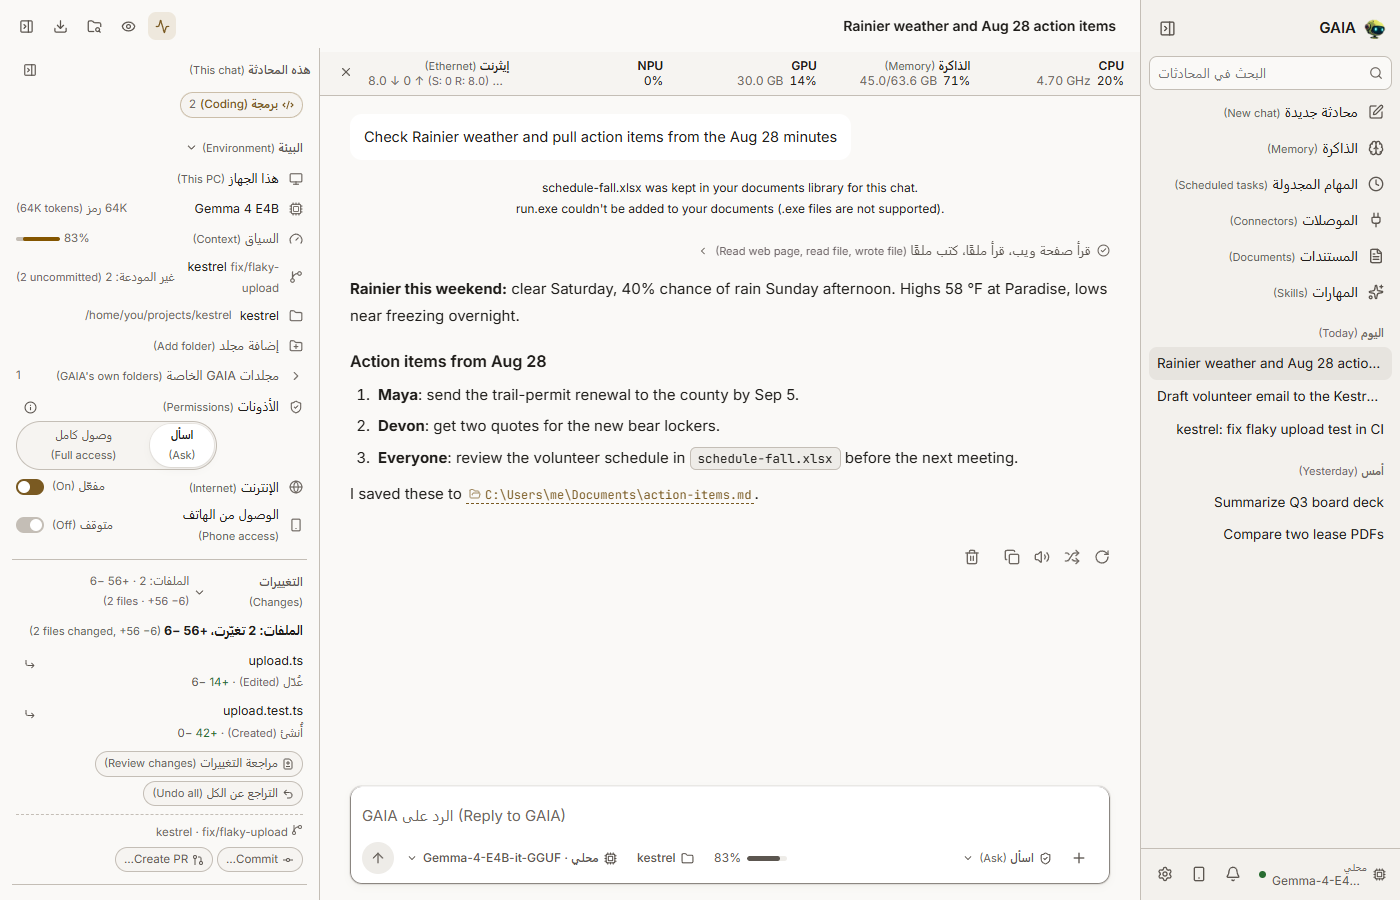 GAIA
البحث في المحادثات
محادثة جديدة (New chat)
الذاكرة (Memory)
المهام المجدولة (Scheduled tasks)
الموصلات (Connectors)
المستندات (Documents)
المهارات (Skills)
اليوم (Today)
Rainier weather and Aug 28 actio...
Draft volunteer email to the Kestr...
kestrel: fix flaky upload test in CI
أمس (Yesterday)
Summarize Q3 board deck
Compare two lease PDFs
محلي
Gemma-4-E4...
Rainier weather and Aug 28 action items
CPU
4.70 GHz 20%
الذاكرة (Memory)
45.0/63.6 GB 71%
GPU
30.0 GB 14%
NPU
0%
إيثرنت (Ethernet)
8.0 ↓ 0 ↑ (S: 0 R: 8.0) ...
Check Rainier weather and pull action items from the Aug 28 minutes
schedule-fall.xlsx was kept in your documents library for this chat.
run.exe couldn't be added to your documents (.exe files are not supported).
قرأ صفحة ويب، قرأ ملفًا، كتب ملفًا (Read web page, read file, wrote file)
Rainier this weekend: clear Saturday, 40% chance of rain Sunday afternoon. Highs 58 °F at Paradise, lows
near freezing overnight.
Action items from Aug 28
1. Maya: send the trail-permit renewal to the county by Sep 5.
2. Devon: get two quotes for the new bear lockers.
3. Everyone: review the volunteer schedule in schedule-fall.xlsx before the next meeting.
I saved these to C:\Users\me\Documents\action-items.md.
الرد على GAIA (Reply to GAIA)
اسأل (Ask)
83%
kestrel
محلي · Gemma-4-E4B-it-GGUF
هذه المحادثة (This chat)
برمجة (Coding) 2
البيئة (Environment)
هذا الجهاز (This PC)
Gemma 4 E4B
64K رمز (64K tokens)
السياق (Context)
83%
kestrel fix/flaky-
upload
غير المودعة: 2 (2 uncommitted)
kestrel
/home/you/projects/kestrel
إضافة مجلد (Add folder)
مجلدات GAIA الخاصة (GAIA's own folders)
1
الأذونات (Permissions)
اسأل
(Ask)
وصول كامل
(Full access)
الإنترنت (Internet)
مفعّل (On)
الوصول من الهاتف
(Phone access)
متوقف (Off)
التغييرات
(Changes)
الملفات: 2 · +56 −6
(2 files · +56 −6)
الملفات: 2 تغيّرت، +56 −6 (2 files changed, +56 −6)
upload.ts
عُدّل (Edited) · +14 −6
upload.test.ts
أُنشئ (Created) · +42 −0
مراجعة التغييرات (Review changes)
التراجع عن الكل (Undo all)
kestrel · fix/flaky-upload
Commit...
Create PR...